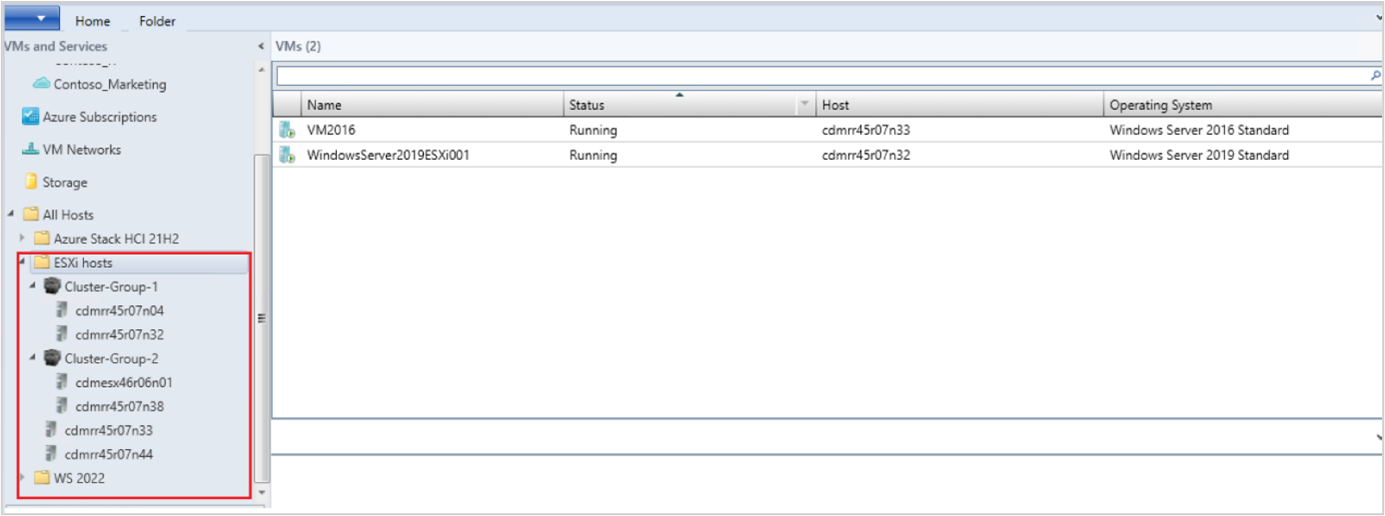 Home Folder
VMs and Services
VMs (2)
Contoso_Marketing
Azure Subscriptions
VM Networks
Storage
All Hosts
Azure Stack HCI 21H2
ESXi hosts
Cluster-Group-1
cdmrr45r07n04
cdmrr45r07n32
Cluster-Group-2
cdmesx46r06n01
cdmrr45r07n38
cdmrr45r07n33
cdmrr45r07n44
WS 2022
Name Status Host Operating System
VM2016 Running cdmrr45r07n33 Windows Server 2016 Standard
WindowsServer2019ESXi001 Running cdmrr45r07n32 Windows Server 2019 Standard